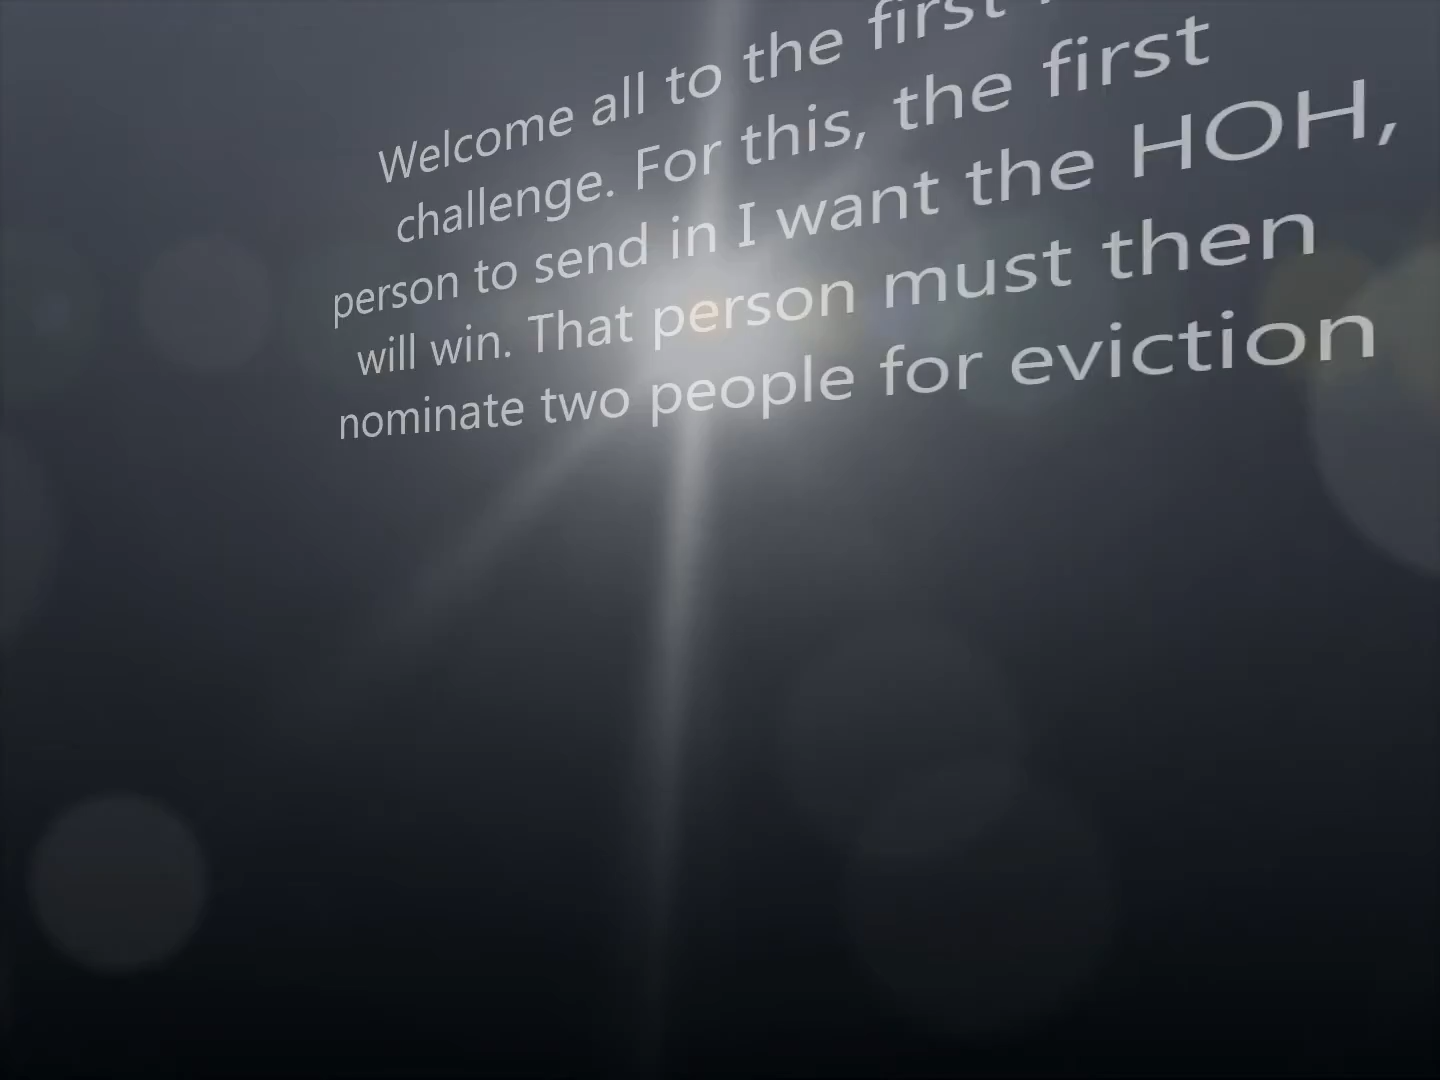 Welcome all to the first
challenge. For this, the first
person to send in I want the HOH,
will win. That person must then
nominate two people for eviction